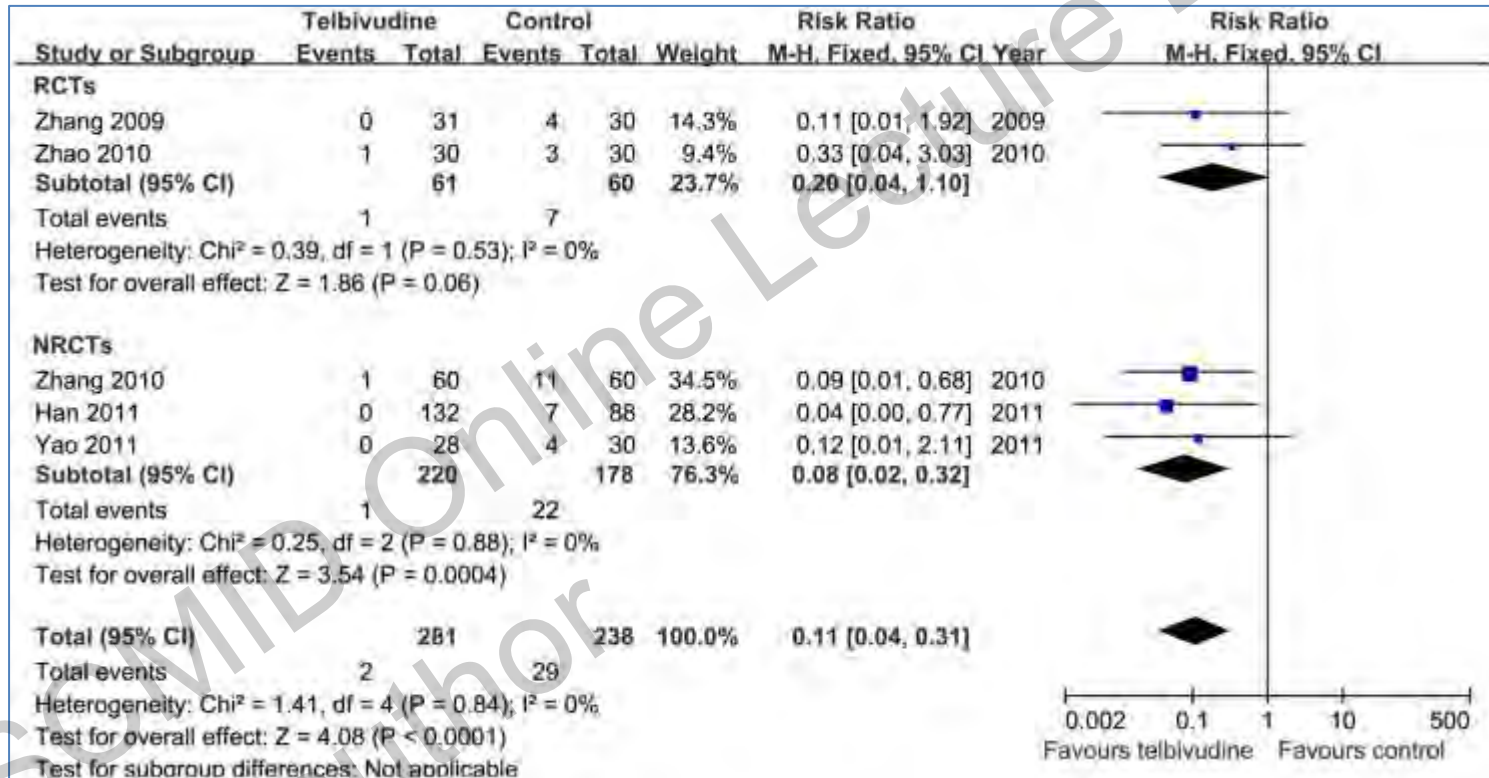 Telbivudine Control Risk Ratio Risk Ratio
Study or Subgroup Events Total Events Total Weight M-H, Fixed, 95% CI Year M-H, Fixed, 95% CI
RCTs
Zhang 2009 0 31 4 30 14.3% 0.11 [0.01, 1.92] 2009
Zhao 2010 1 30 3 30 9.4% 0.33 [0.04, 3.03] 2010
Subtotal (95% CI) 61 60 23.7% 0.20 [0.04, 1.10]
Total events 1 7
Heterogeneity: Chi² = 0.39, df = 1 (P = 0.53); I² = 0%
Test for overall effect: Z = 1.86 (P = 0.06)
NRCTs
Zhang 2010 1 60 11 60 34.5% 0.09 [0.01, 0.68] 2010
Han 2011 0 132 7 88 28.2% 0.04 [0.00, 0.77] 2011
Yao 2011 0 28 4 30 13.6% 0.12 [0.01, 2.11] 2011
Subtotal (95% CI) 220 178 76.3% 0.08 [0.02, 0.32]
Total events 1 22
Heterogeneity: Chi² = 0.25, df = 2 (P = 0.88); I² = 0%
Test for overall effect: Z = 3.54 (P = 0.0004)
Total (95% CI) 281 238 100.0% 0.11 [0.04, 0.31]
Total events 2 29
Heterogeneity: Chi² = 1.41, df = 4 (P = 0.84); I² = 0%
Test for overall effect: Z = 4.08 (P < 0.0001)
Test for subgroup differences: Not applicable
0.002 0.1 1 10 500
Favours telbivudine Favours control
SCMID Online Lecture
author